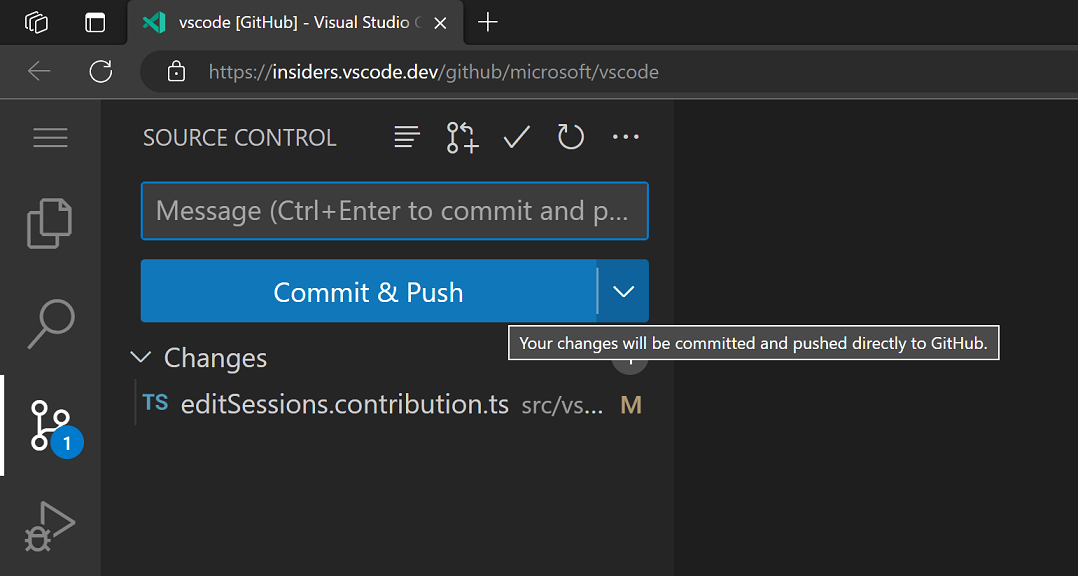 vscode [GitHub] - Visual Studio
https://insiders.vscode.dev/github/microsoft/vscode
SOURCE CONTROL
Message (Ctrl+Enter to commit and p...
Commit & Push
Your changes will be committed and pushed directly to GitHub.
Changes
TS editSessions.contribution.ts src/vs... M
1